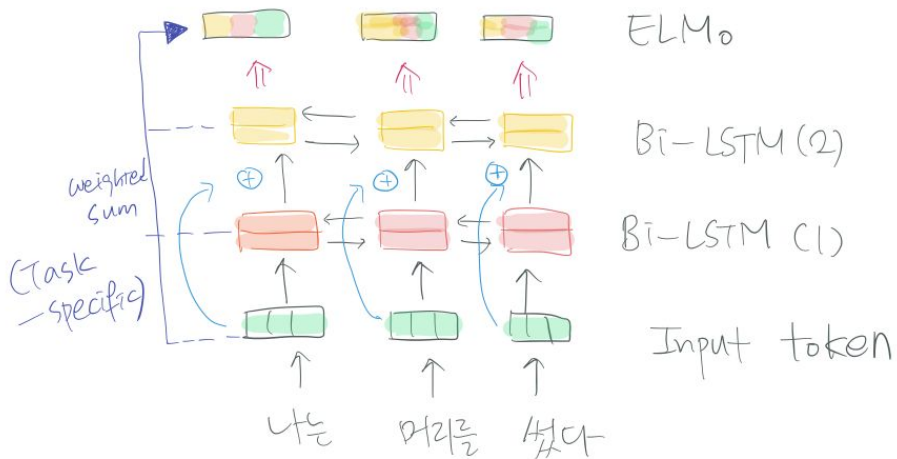 ELMo
Bi-LSTM (2)
weighted
sum
Bi-LSTM (1)
(Task
-specific)
Input token
나는 머리를 썼다